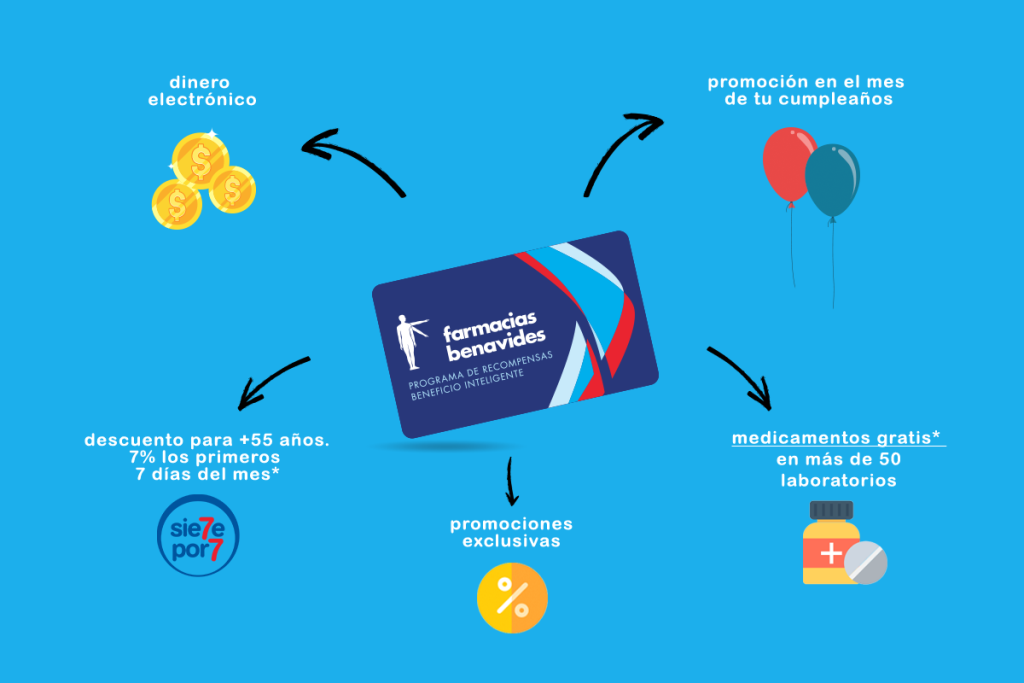 dinero
electrónico
promoción en el mes
de tu cumpleaños
farmacias
benavides
PROGRAMA DE RECOMPENSAS
BENEFICIO INTELIGENTE
descuento para +55 años.
7% los primeros
7 días del mes*
sie7e
por7
promociones
exclusivas
medicamentos gratis*
en más de 50
laboratorios